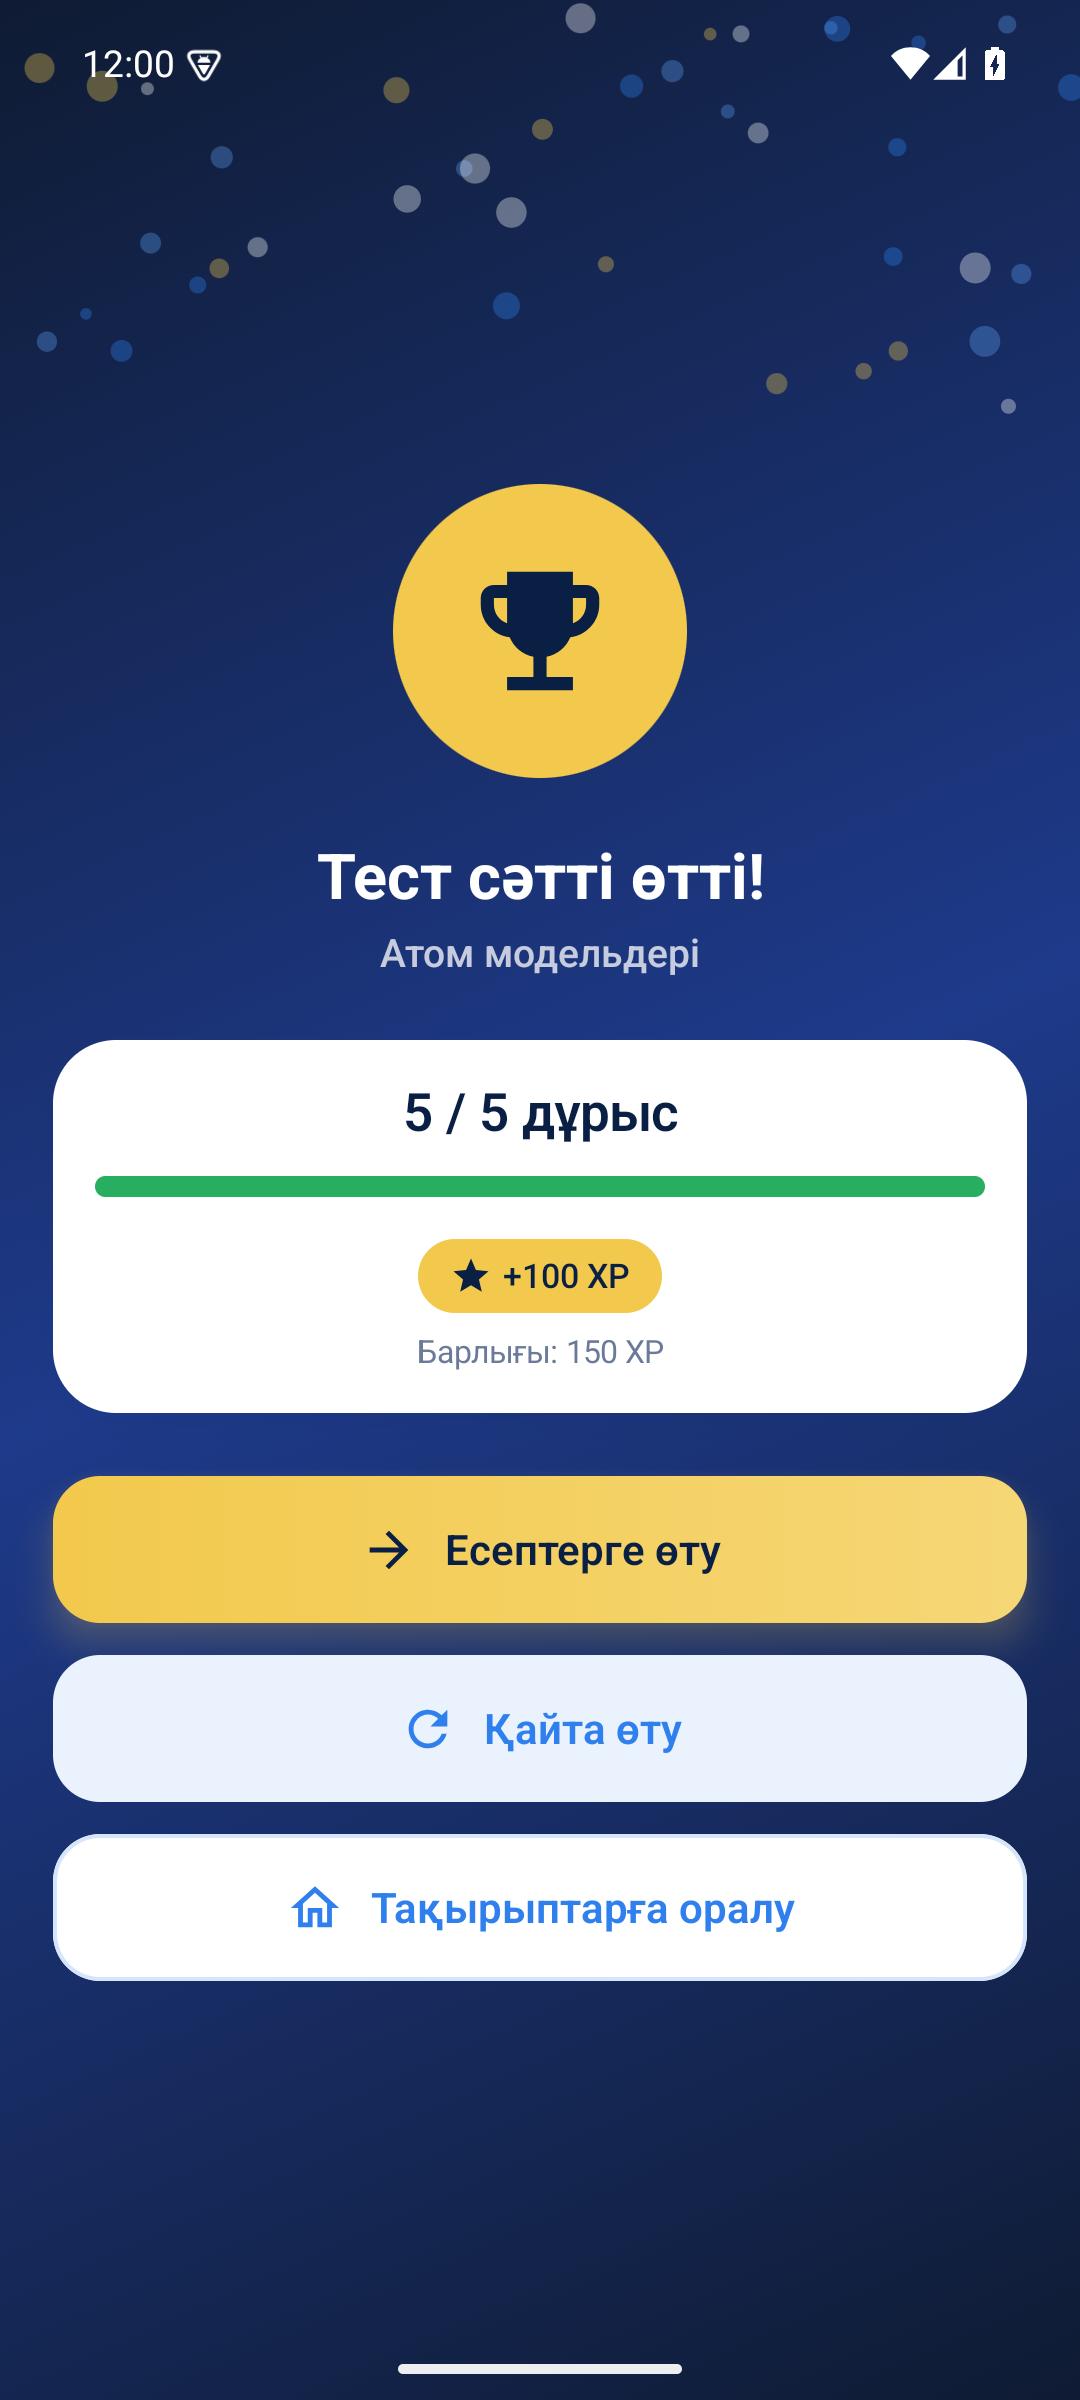 12:00
Тест сәтті өтті!
Атом модельдері
5 / 5 дұрыс
+100 XP
Барлығы: 150 XP
Есептерге өту
Қайта өту
Тақырыптарға оралу